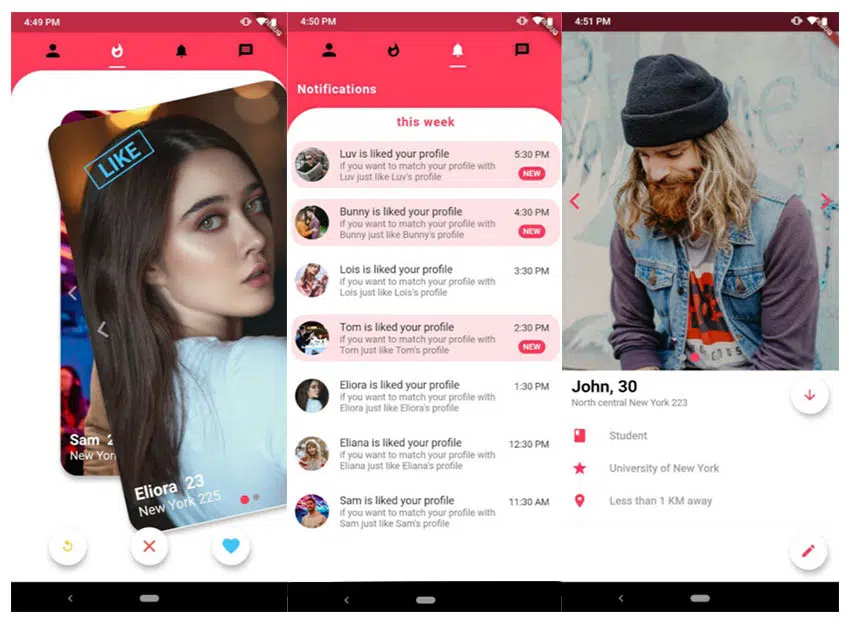 4:49 PM
LIKE
Sam 2
New Yor
Eliora 23
New York 225
4:50 PM
Notifications
this week
Luv is liked your profile
5:30 PM
if you want to match your profile with
Luv just like Luv's profile
NEW
Bunny is liked your profile
4:30 PM
if you want to match your profile with
Bunny just like Bunny's profile
NEW
Lois is liked your profile
3:30 PM
if you want to match your profile with
Lois just like Lois's profile
Tom is liked your profile
2:30 PM
if you want to match your profile with
Tom just like Tom's profile
NEW
Eliora is liked your profile
1:30 PM
if you want to match your profile with
Eliora just like Eliora's profile
Eliana is liked your profile
12:30 PM
if you want to match your profile with
Eliana just like Eliana's profile
Sam is liked your profile
11:30 AM
if you want to match your profile with
Sam just like Sam's profile
4:51 PM
John, 30
North central New York 223
Student
University of New York
Less than 1 KM away